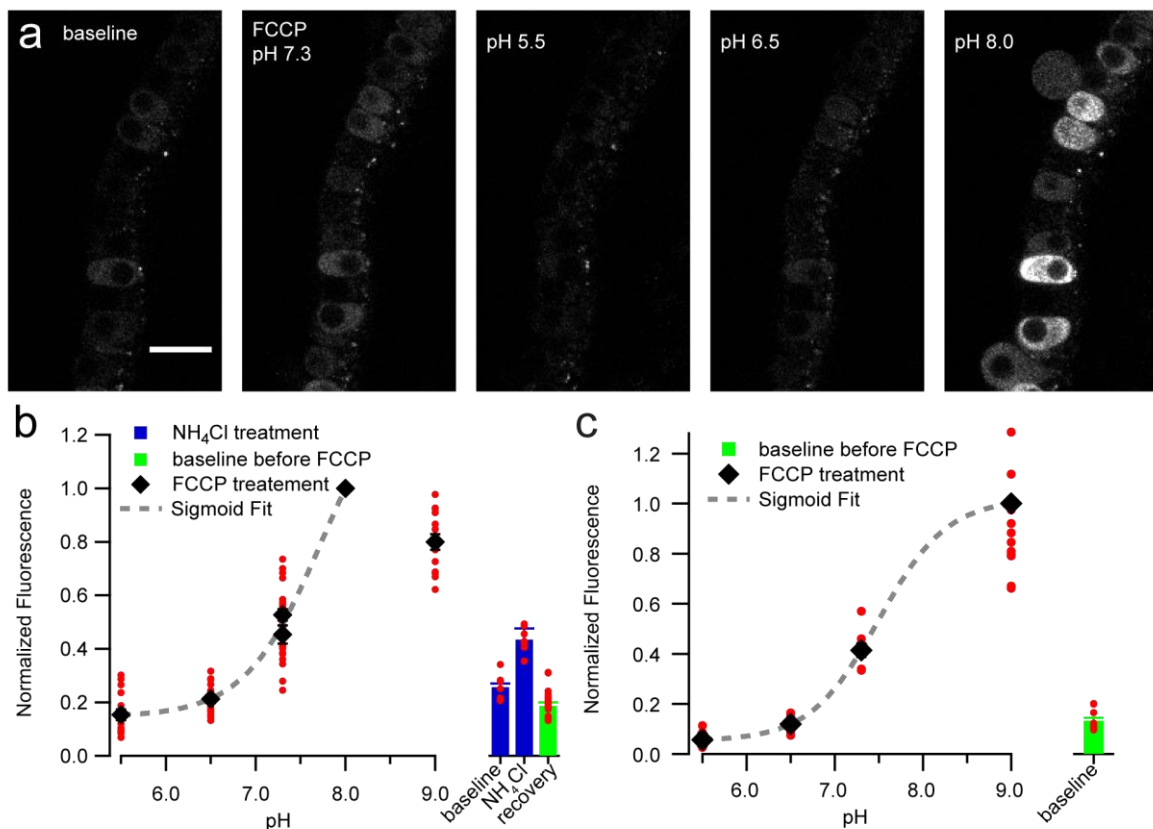 a
baseline
FCCP
pH 7.3
pH 5.5
pH 6.5
pH 8.0
b
NH₄Cl treatment
baseline before FCCP
FCCP treatement
Sigmoid Fit
Normalized Fluorescence
1.2
1.0
0.8
0.6
0.4
0.2
0.0
6.0 7.0 8.0 9.0
pH
baseline
NH₄Cl
recovery
c
baseline before FCCP
FCCP treatment
Sigmoid Fit
Normalized Fluorescence
1.2
1.0
0.8
0.6
0.4
0.2
0.0
6.0 7.0 8.0 9.0
pH
baseline